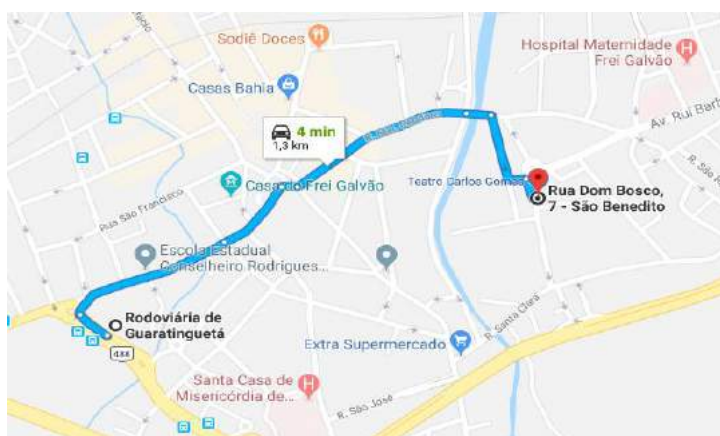 Sodiê Doces
Hospital Maternidade
Frei Galvão
Casas Bahia
4 min
1,3 km
Av. Rui Barb
Casa do Frei Galvão
Teatro Carlos Gomes
Rua Dom Bosco,
7 - São Benedito
Rua São Francisco
Escola Estadual
Conselheiro Rodrigues...
Rodoviária de
Guaratinguetá
488
R. Santa Clara
Extra Supermercado
Santa Casa de
Misericórdia de...
R. São José